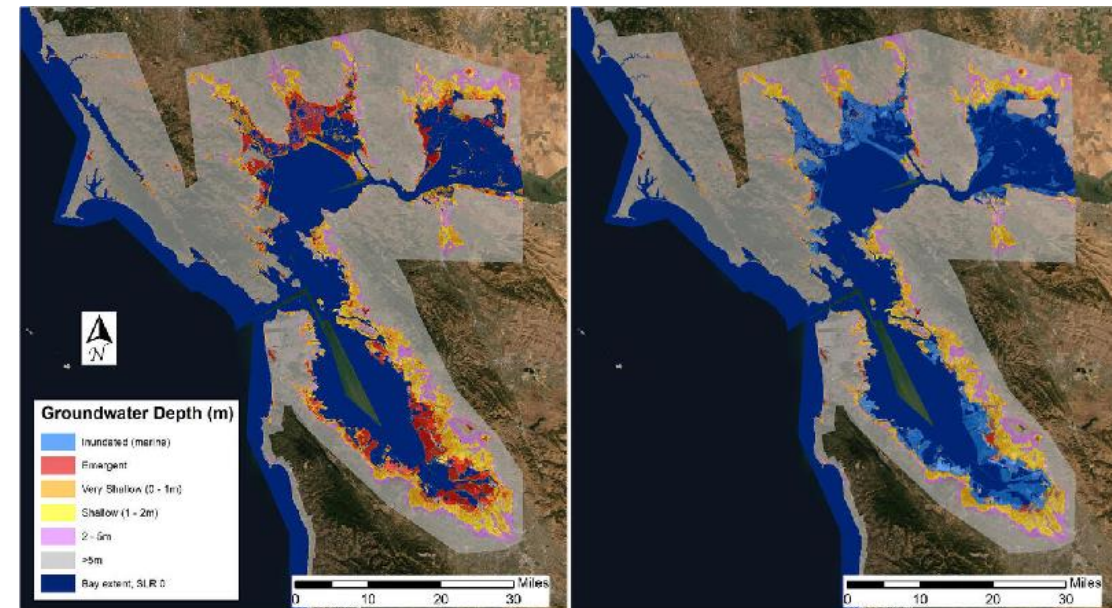 N
Groundwater Depth (m)
Inundated (marine)
Emergent
Very Shallow (0 - 1m)
Shallow (1 - 2m)
2 - 5m
>5m
Bay extent, SLR 0
Miles
0 10 20 30
Miles
0 10 20 30